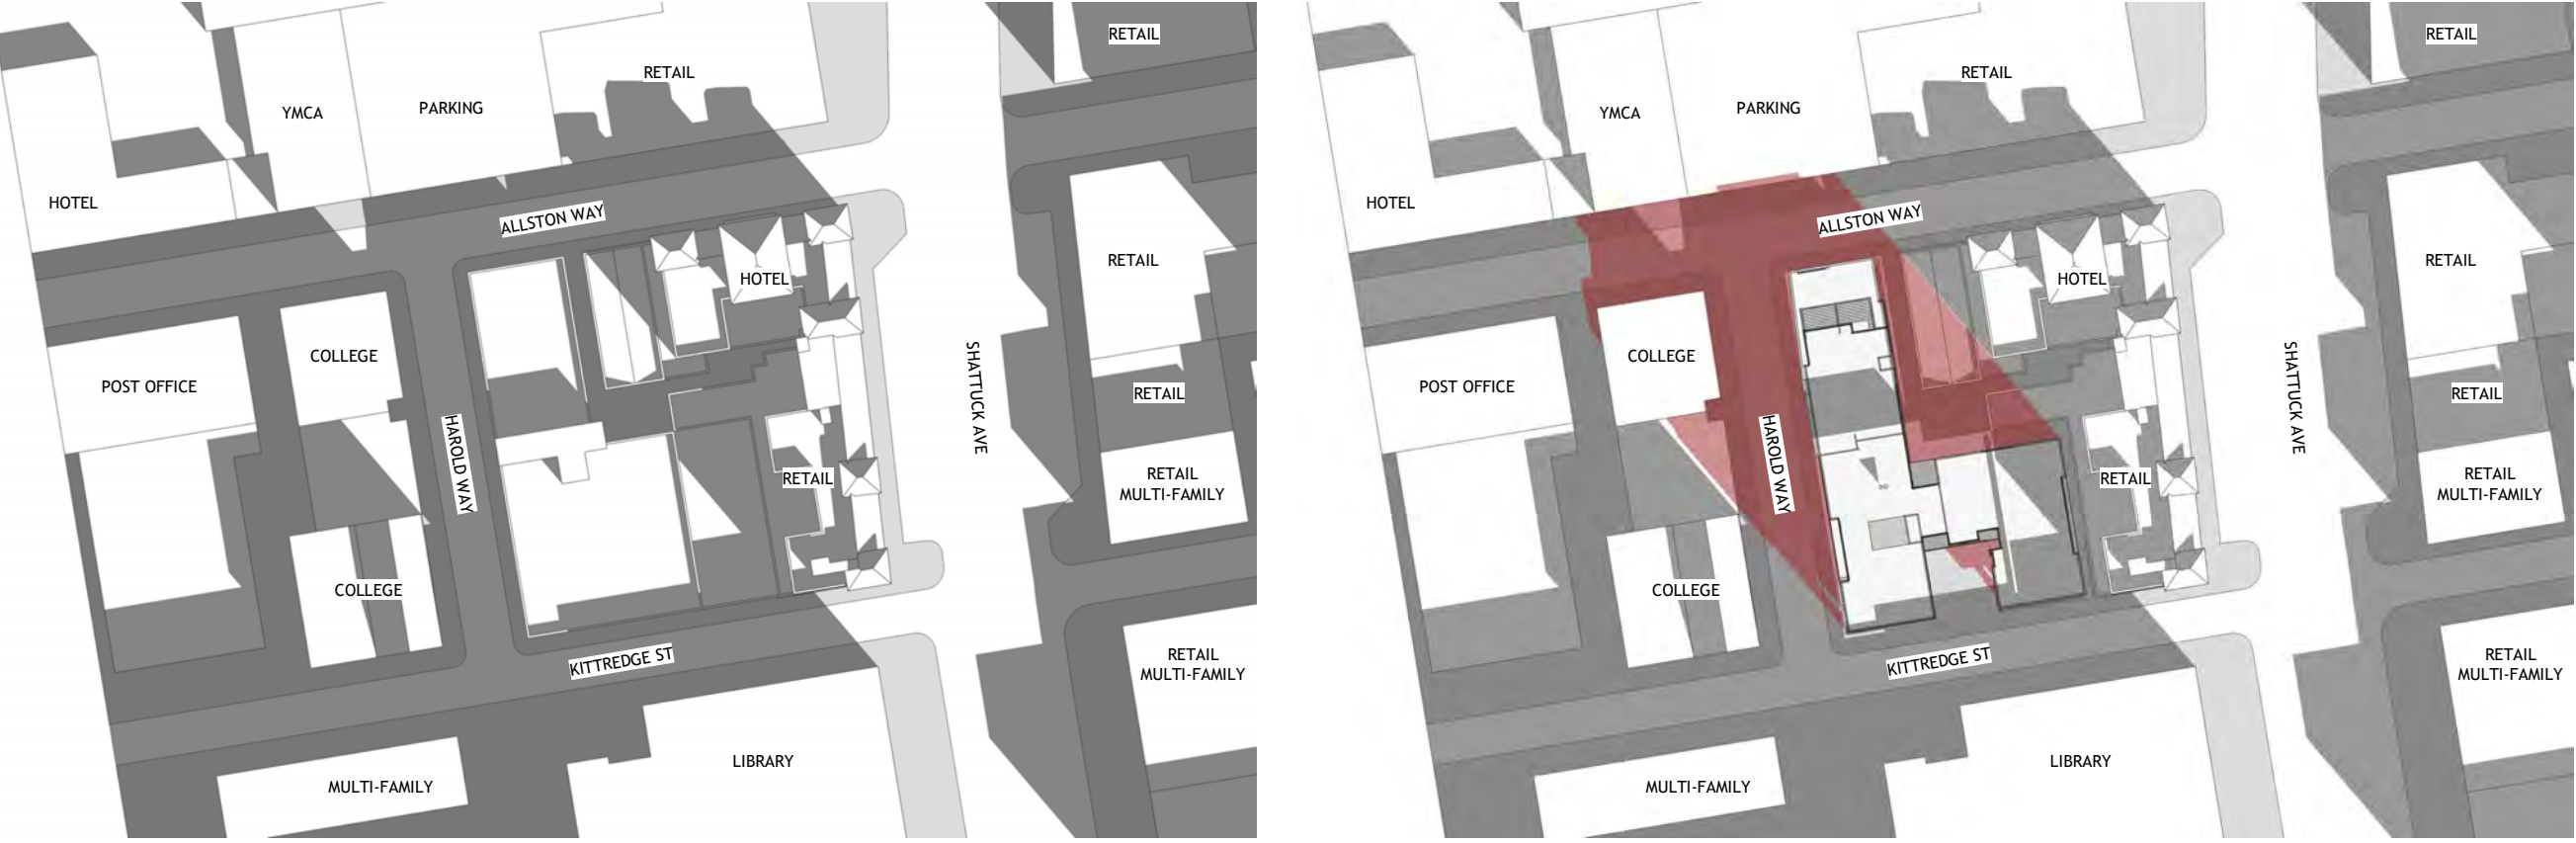 RETAIL
RETAIL
YMCA
PARKING
HOTEL
ALLSTON WAY
RETAIL
HOTEL
COLLEGE
POST OFFICE
SHATTUCK AVE
RETAIL
HAROLD WAY
RETAIL
RETAIL
MULTI-FAMILY
COLLEGE
KITTREDGE ST
RETAIL
MULTI-FAMILY
LIBRARY
MULTI-FAMILY
RETAIL
RETAIL
YMCA
PARKING
HOTEL
ALLSTON WAY
RETAIL
HOTEL
COLLEGE
POST OFFICE
SHATTUCK AVE
RETAIL
HAROLD WAY
RETAIL
RETAIL
MULTI-FAMILY
COLLEGE
KITTREDGE ST
RETAIL
MULTI-FAMILY
LIBRARY
MULTI-FAMILY